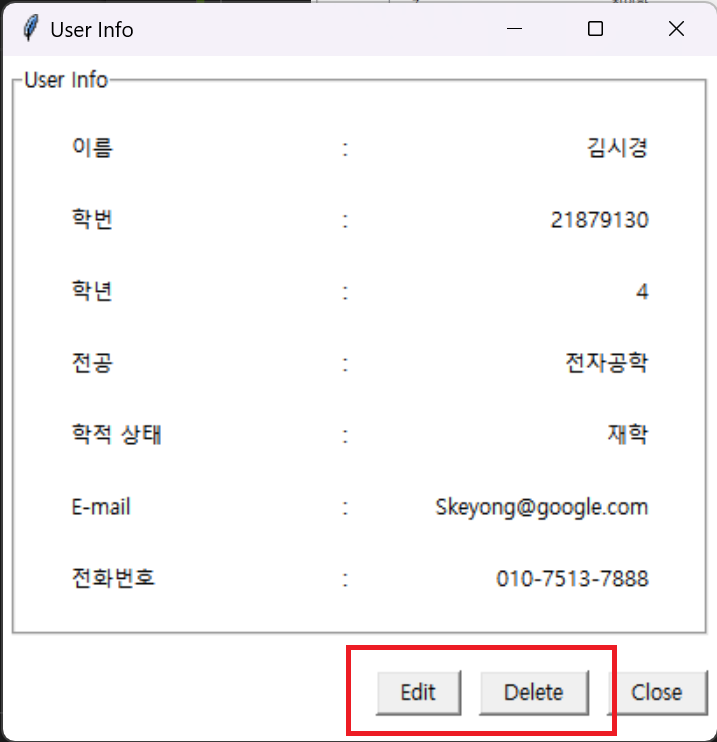 User Info
User Info
이름 : 김시경
학번 : 21879130
학년 : 4
전공 : 전자공학
학적 상태 : 재학
E-mail : Skeyong@google.com
전화번호 : 010-7513-7888
Edit Delete Close